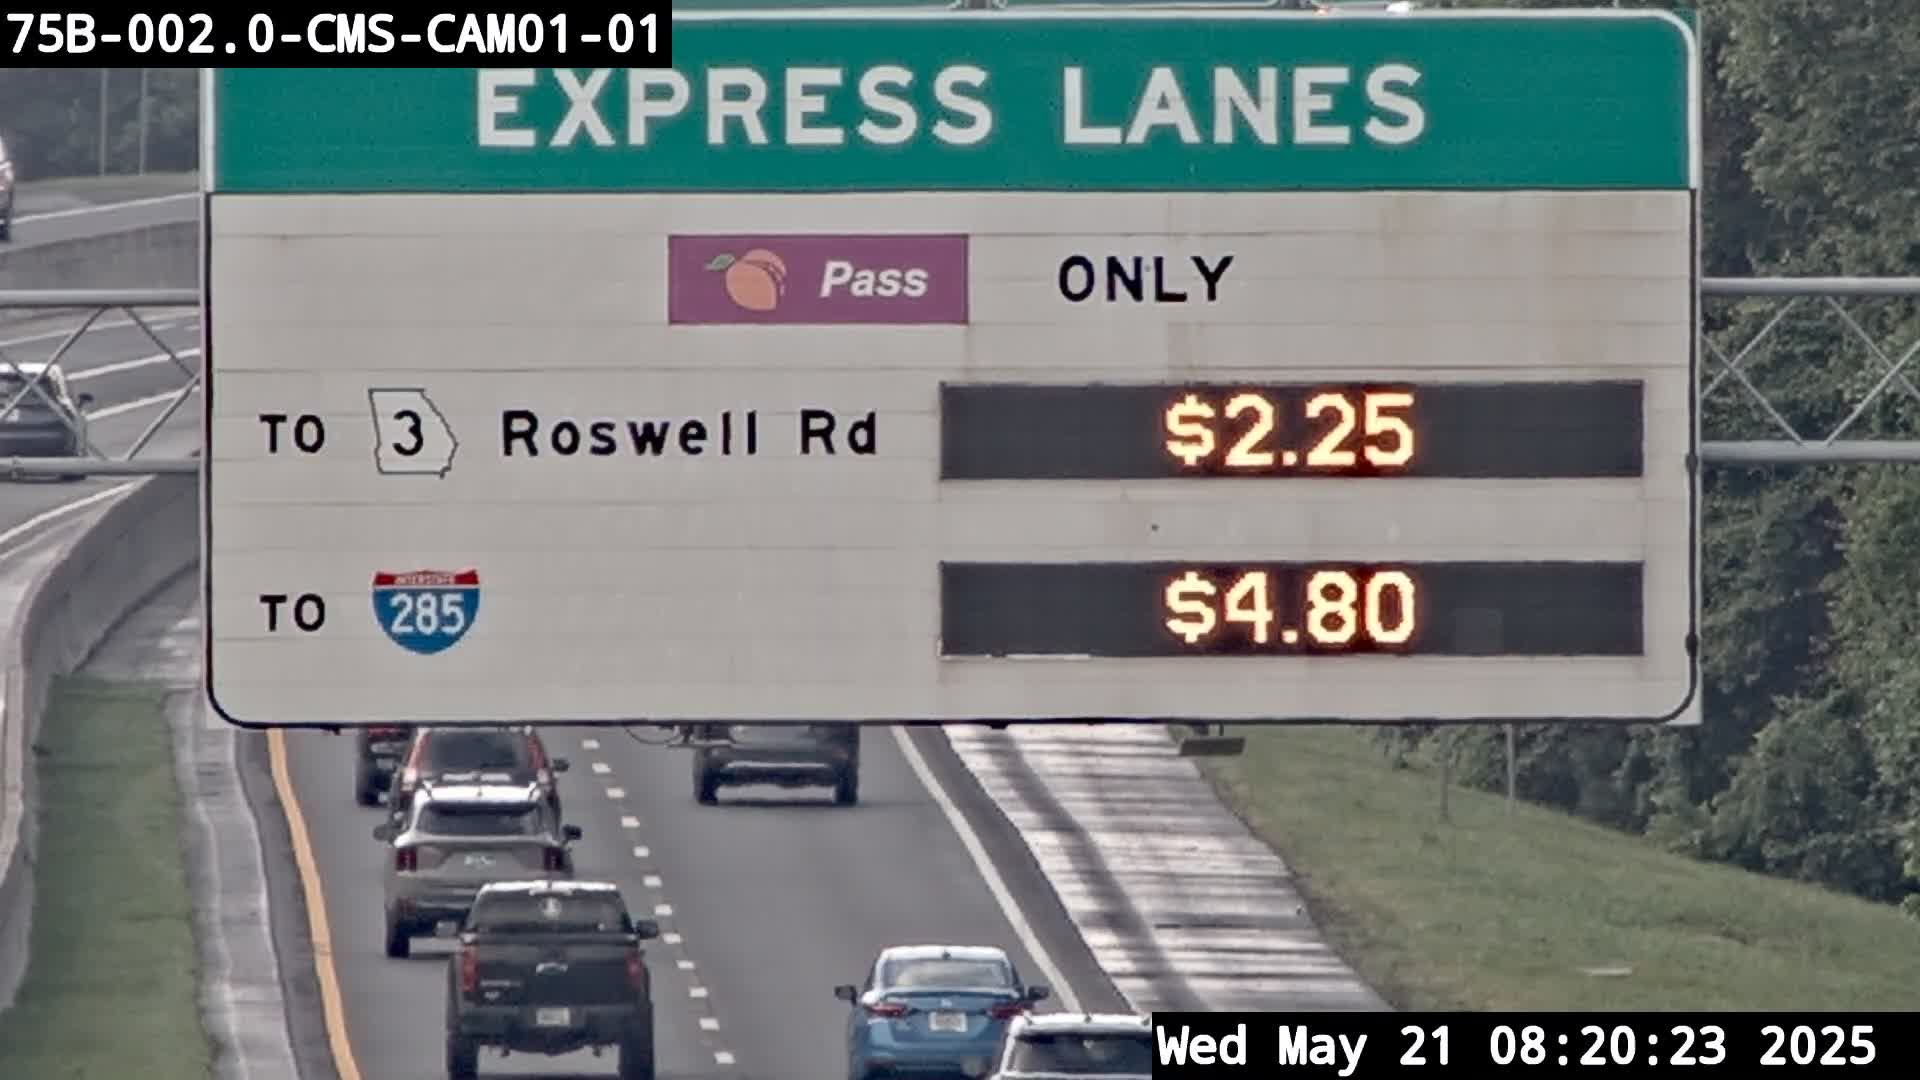 75B-002.0-CMS-CAM01-01
EXPRESS LANES
Pass ONLY
TO 3 Roswell Rd $2.25
TO INTERSTATE 285 $4.80
Wed May 21 08:20:23 2025